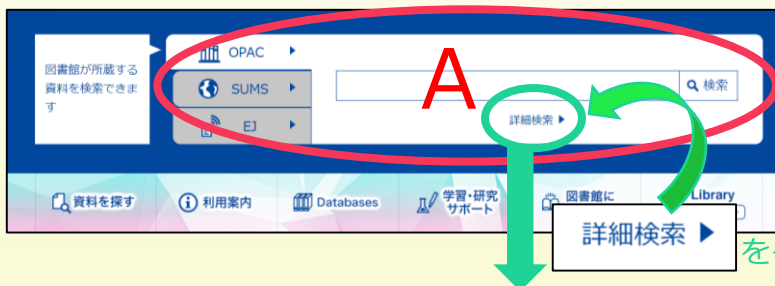 図書館が所蔵する
資料を検索できま
す
OPAC
SUMS
EJ
A
検索
詳細検索 ▶
資料を探す
利用案内
Databases
学習・研究
サポート
図書館に
Library
詳細検索 ▶
を